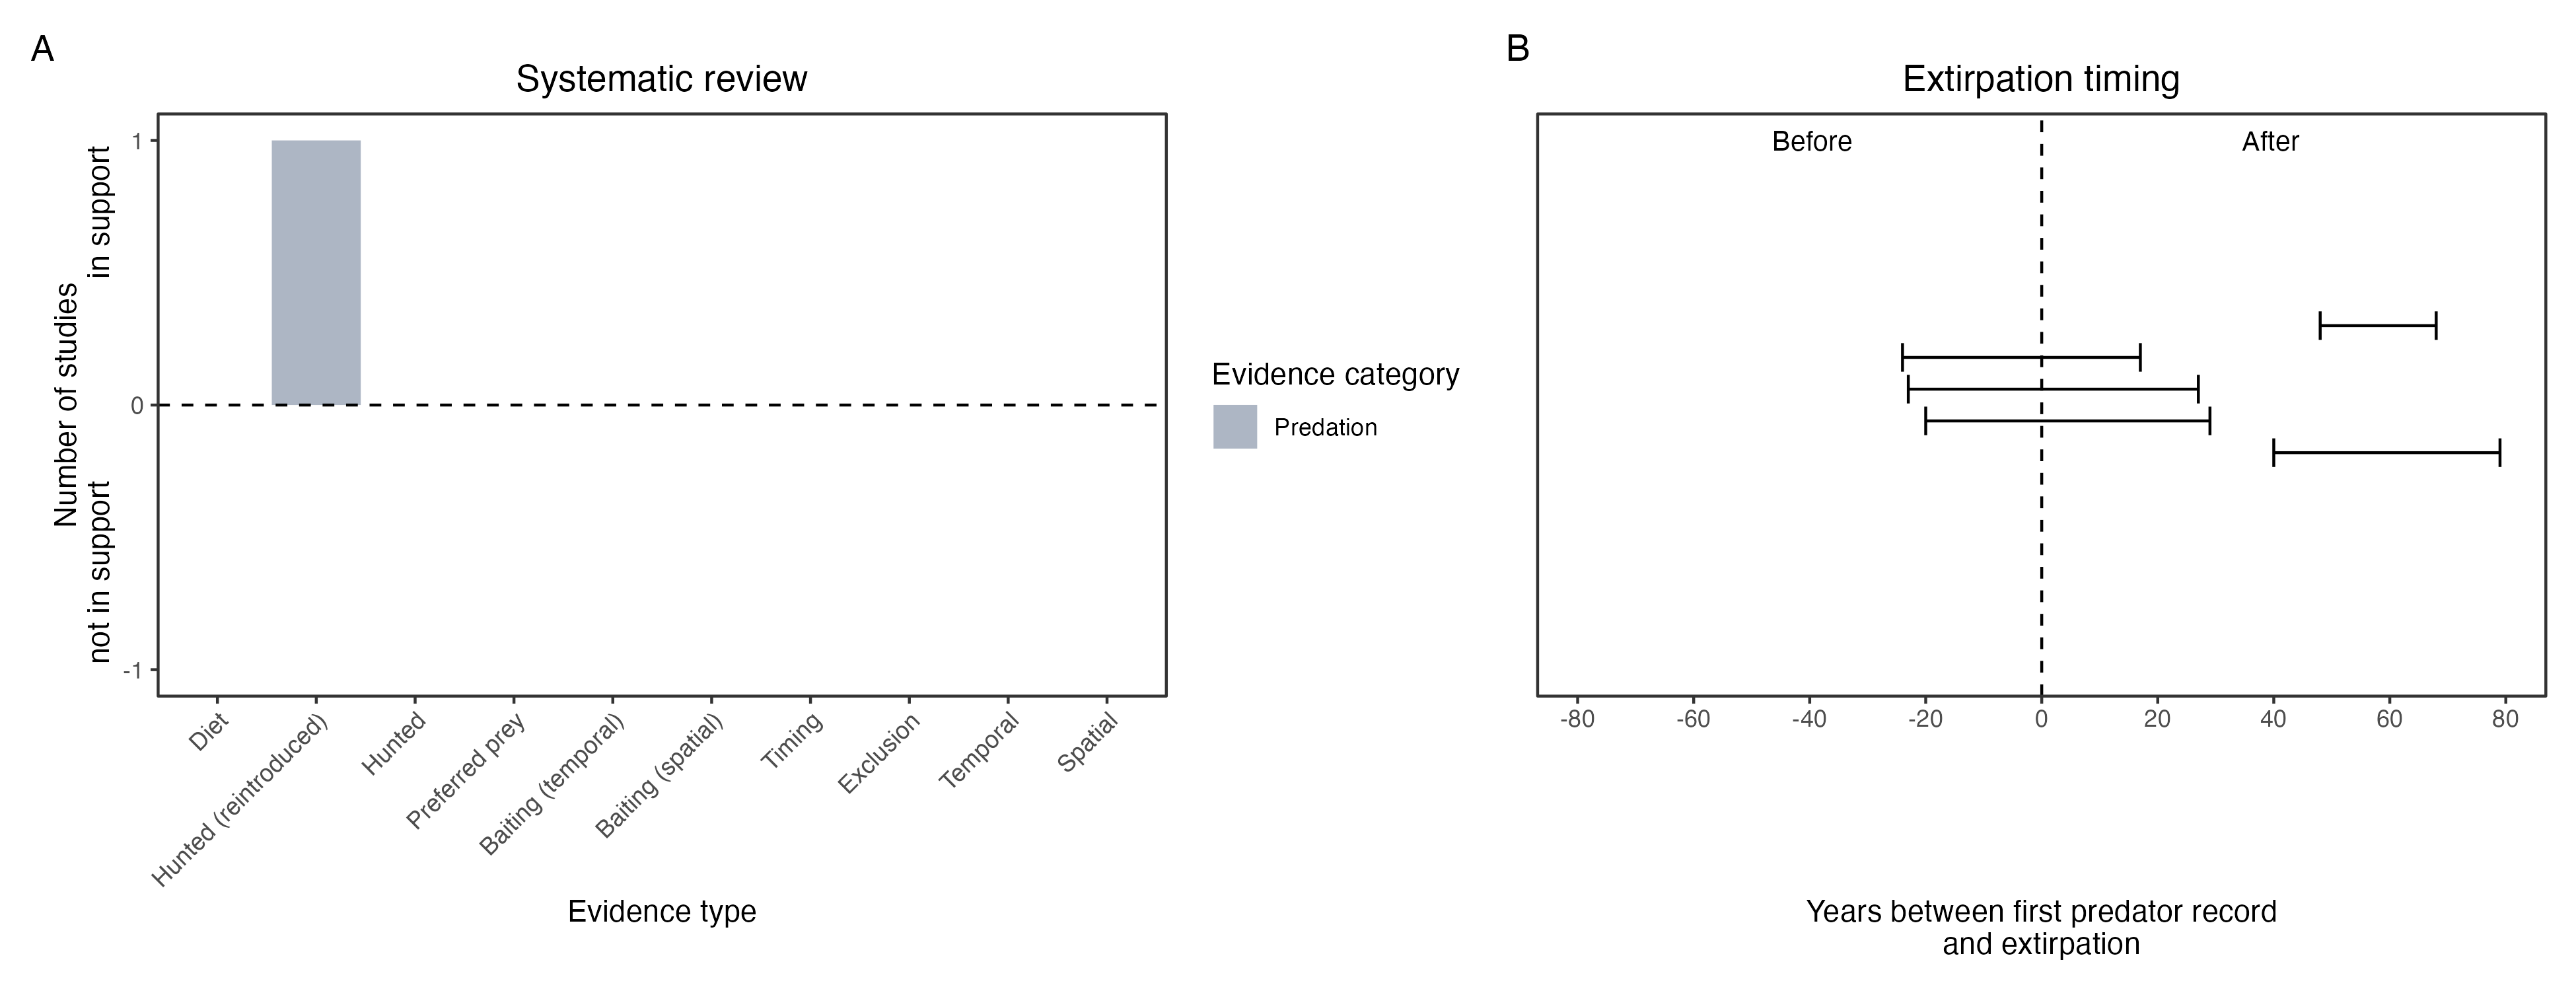 A
Systematic review
Number of studies
not in support
in support
1
0
-1
Diet
Hunted (reintroduced)
Hunted
Preferred prey
Baiting (temporal)
Baiting (spatial)
Timing
Exclusion
Temporal
Spatial
Evidence type
Evidence category
Predation
B
Extirpation timing
Before
After
-80
-60
-40
-20
0
20
40
60
80
Years between first predator record
and extirpation